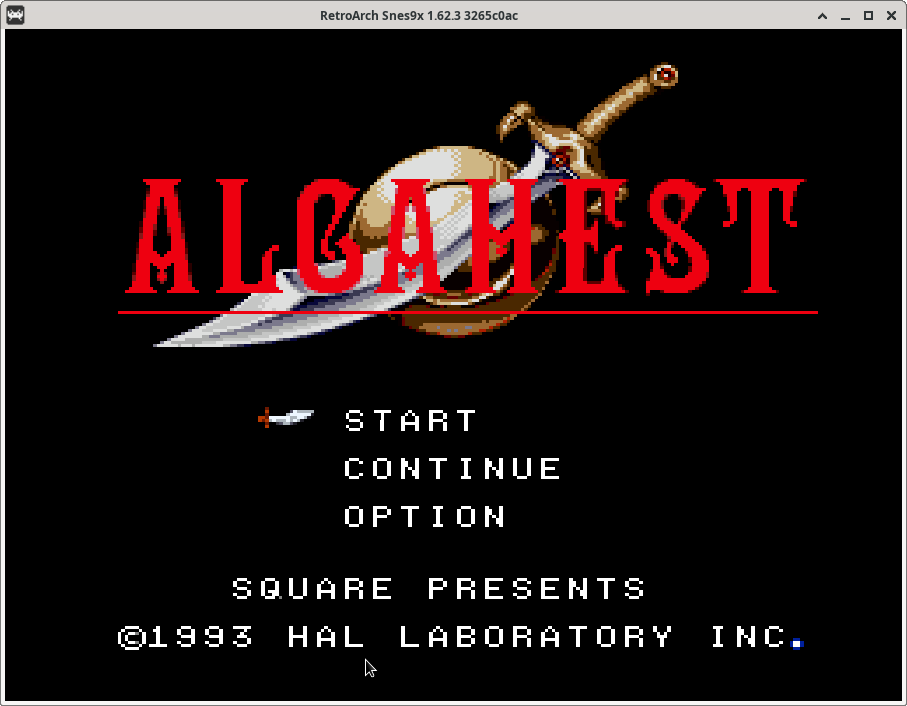 RetroArch Snes9x 1.62.3 3265c0ac
ALCAHEST
START
CONTINUE
OPTION
SQUARE PRESENTS
©1993 HAL LABORATORY INC.